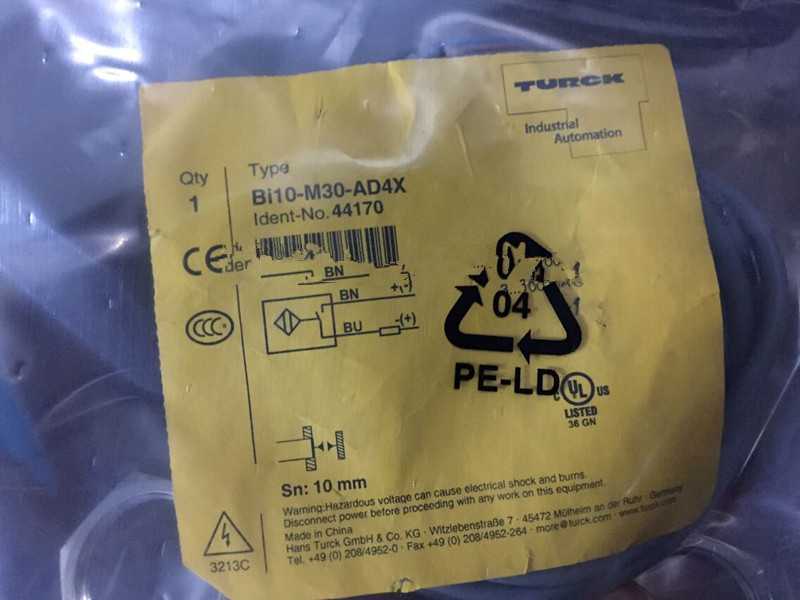 TURCK
Industrial
Automation
Qty
1
Type
Bi10-M30-AD4X
Ident-No. 44170
CE
der
BN
BN
+(-)
BU
-(+)
CCC
04
PE-LD
C UL US
LISTED
36 GN
Sn: 10 mm
Warning:Hazardous voltage can cause electrical shock and burns.
Disconnect power before proceeding with any work on this equipment.
Made in China
Hans Turck GmbH & Co. KG · Witzlebenstraße 7 · 45472 Mülheim an der Ruhr · Germany
Tel. +49 (0) 208/4952-0 · Fax +49 (0) 208/4952-264 · more@turck.com · www.turck.com
3213C